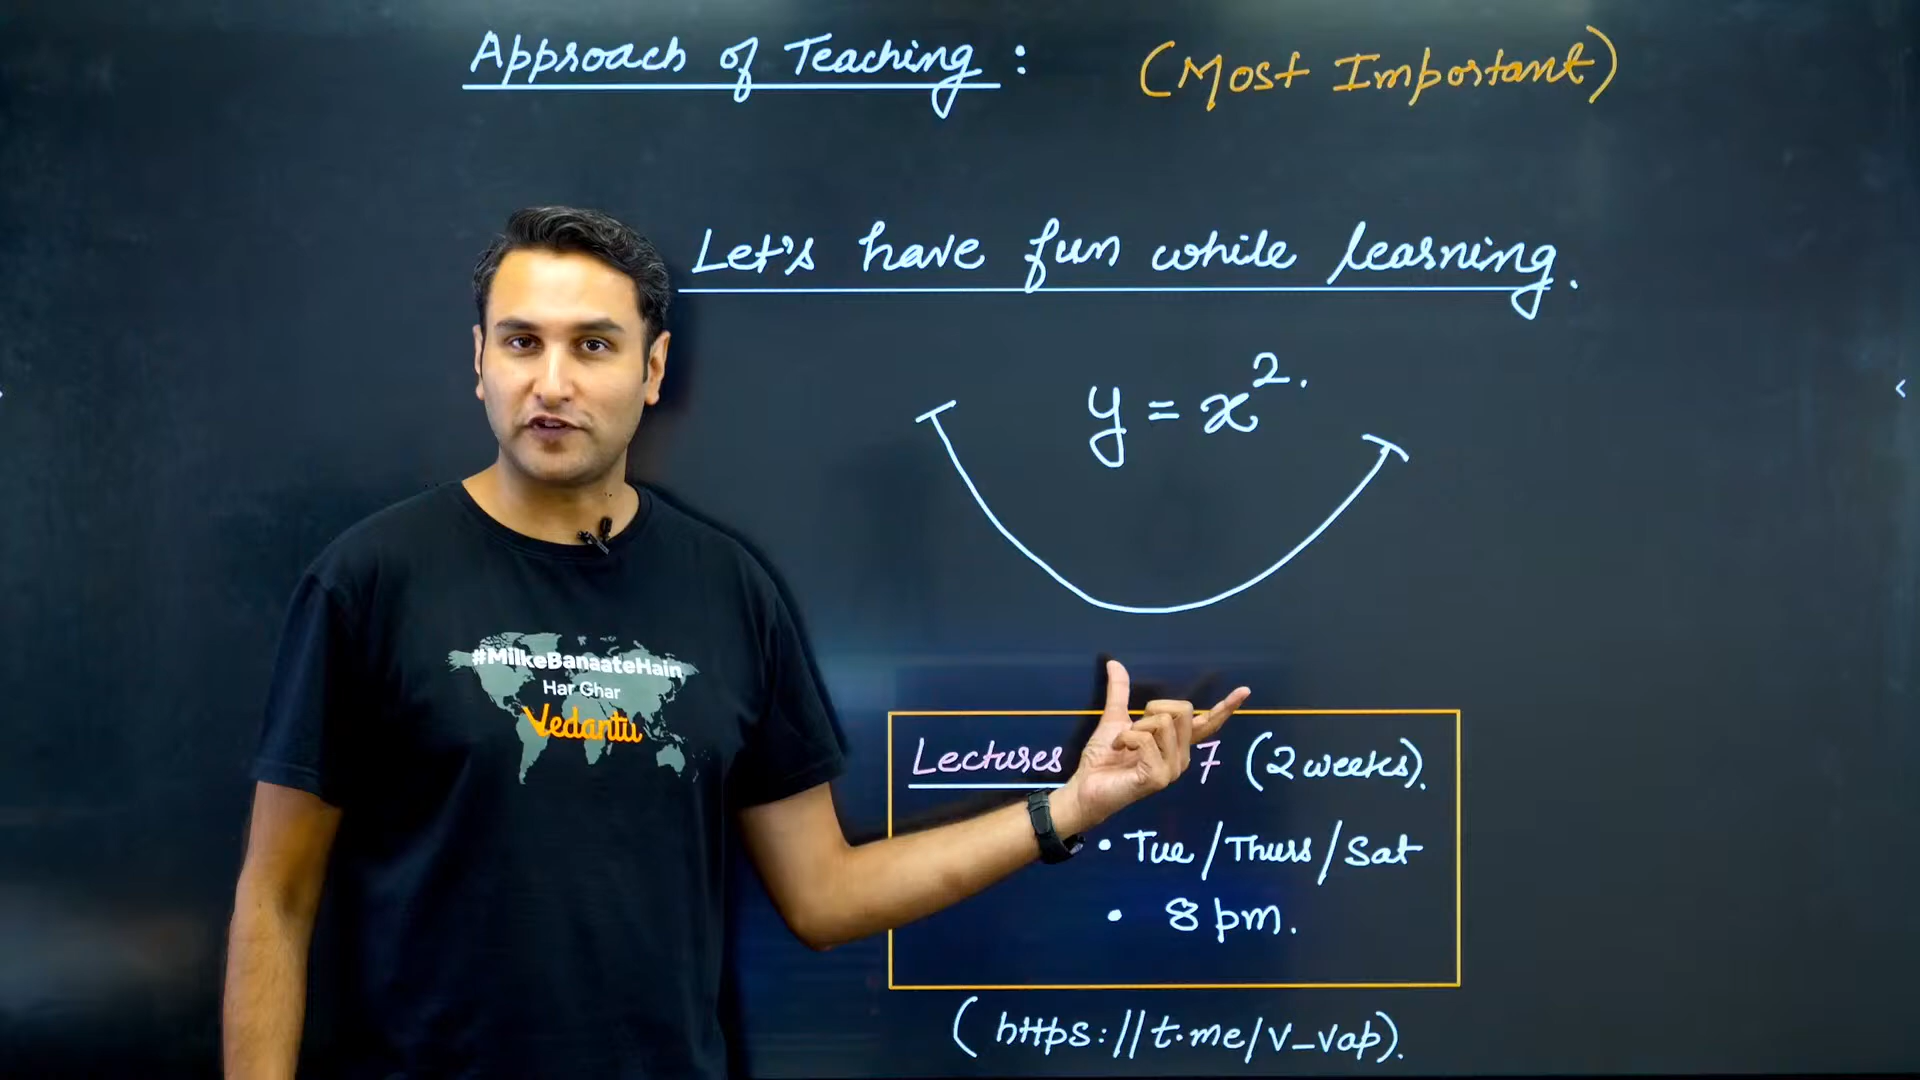 Approach of Teaching :
(Most Important)
Let's have fun while learning.
y = x².
#MilkeBanaateHain
Har Ghar
Vedantu
Lectures 7 (2 weeks).
• Tue/Thurs/Sat
• 8 pm.
(https://t.me/v_vap).